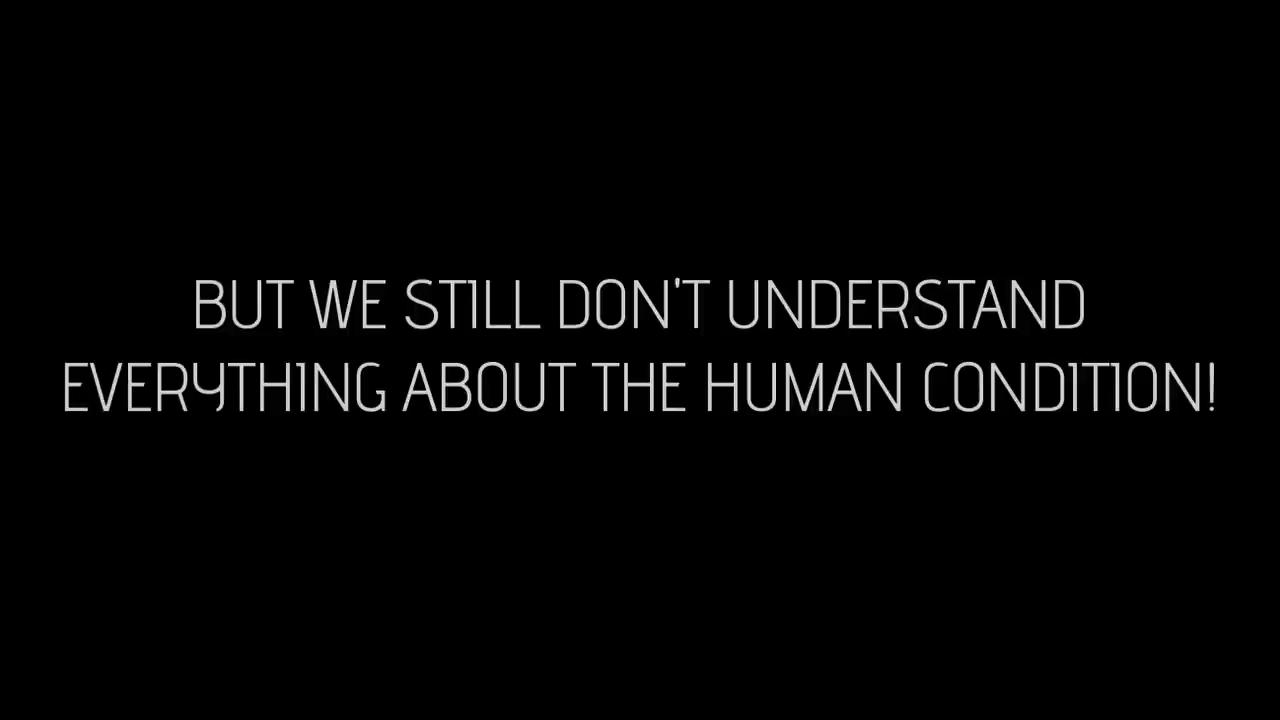 BUT WE STILL DON'T UNDERSTAND
EVERYTHING ABOUT THE HUMAN CONDITION!